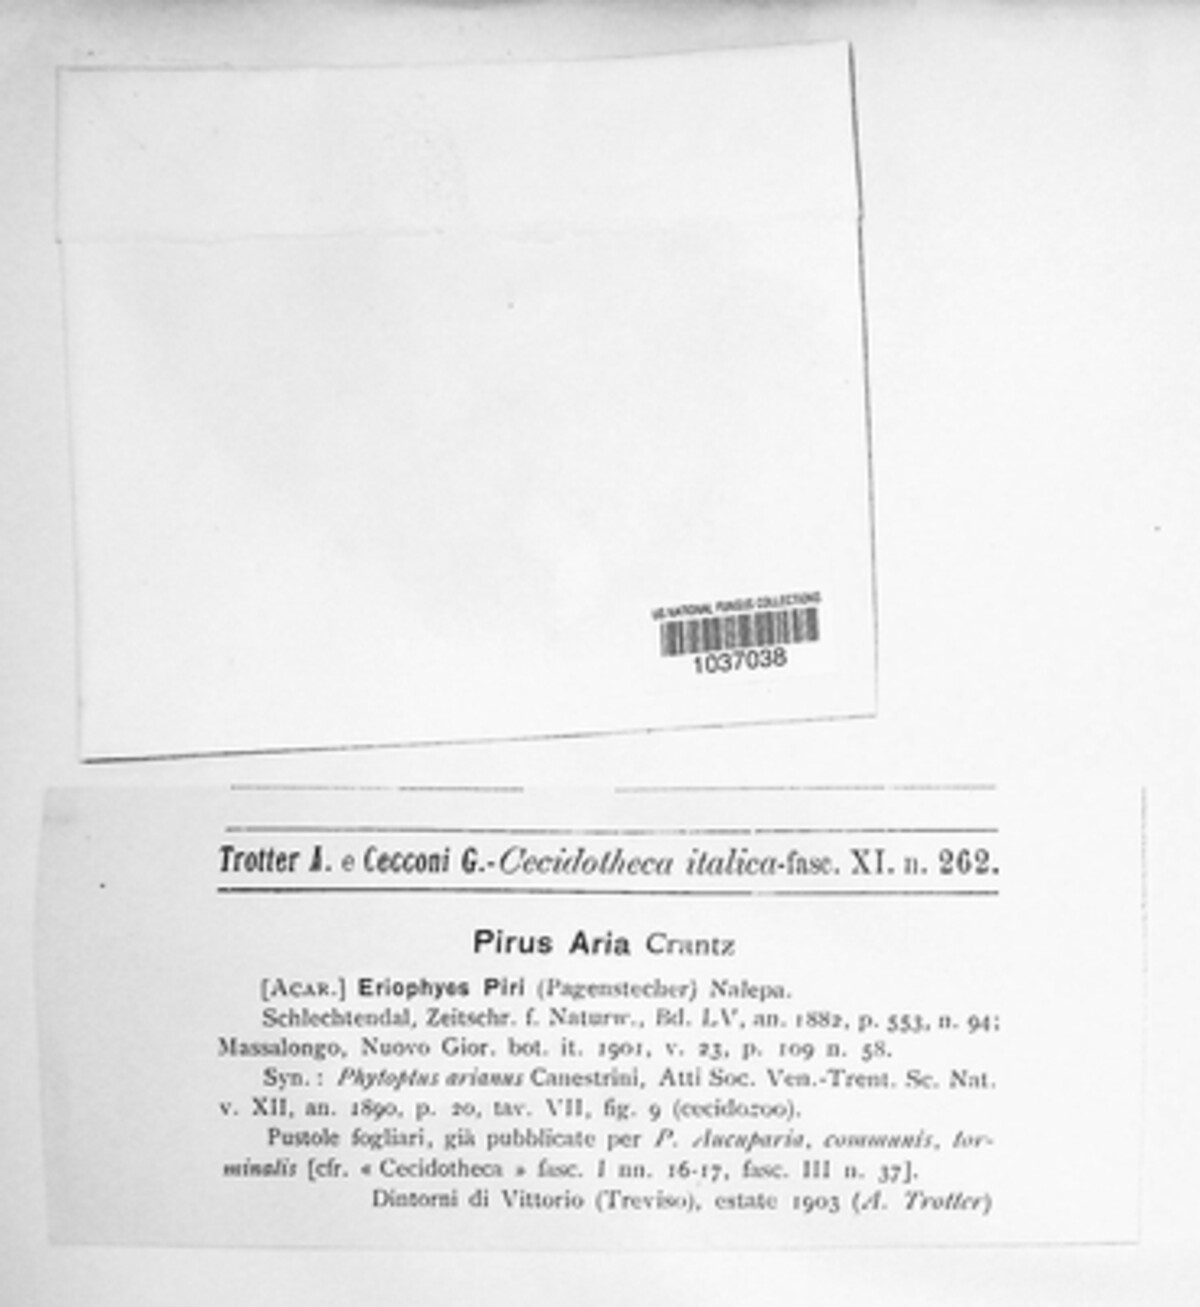 US NATIONAL FUNGUS COLLECTIONS
1037038
Trotter A. e Cecconi G.-Cecidotheca italica-fasc. XI. n. 262.
Pirus Aria Crantz
[ACAR.] Eriophyes Piri (Pagenstecher) Nalepa.
Schlechtendal, Zeitschr. f. Naturw., Bd. LV, an. 1882, p. 553, n. 94;
Massalongo, Nuovo Gior. bot. it. 1901, v. 23, p. 109 n. 58.
Syn.: Phytoptus arianus Canestrini, Atti Soc. Ven.-Trent. Sc. Nat.
v. XII, an. 1890, p. 20, tav. VII, fig. 9 (cecidozoo).
Pustole fogliari, già pubblicate per P. Aucuparia, communis, tor-
minalis [cfr. « Cecidotheca » fasc. I nn. 16-17, fasc. III n. 37].
Dintorni di Vittorio (Treviso), estate 1903 (A. Trotter)